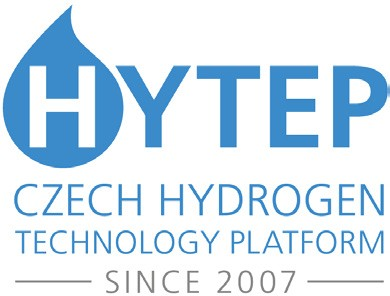 HYTEP
CZECH HYDROGEN
TECHNOLOGY PLATFORM
SINCE 2007